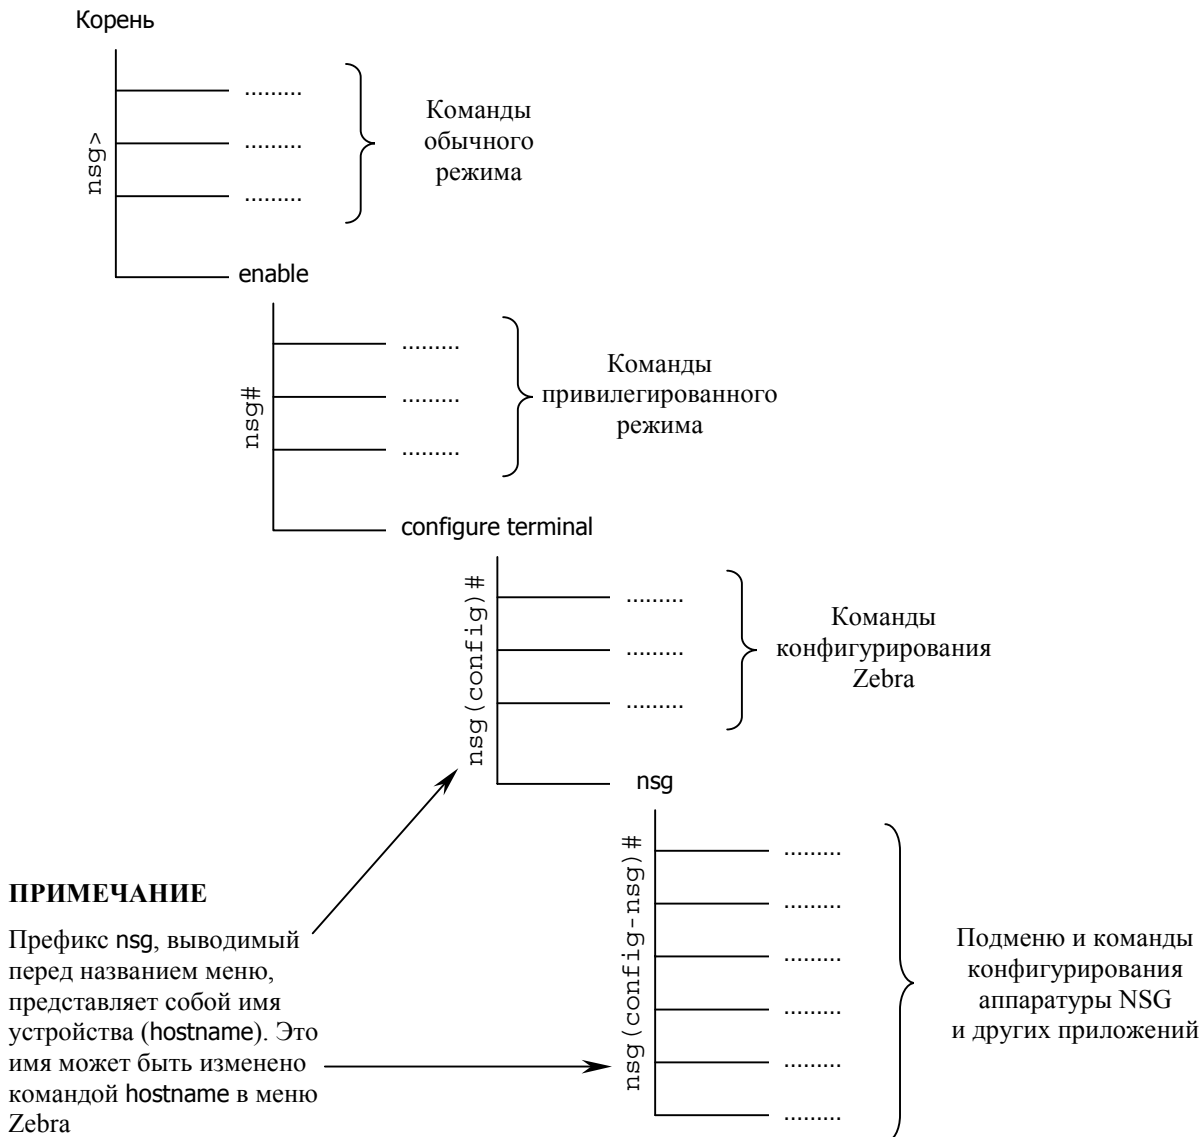 Корень
nsg>
.........
.........
.........
Команды
обычного
режима
enable
nsg#
.........
.........
.........
Команды
привилегированного
режима
configure terminal
nsg(config)#
.........
.........
.........
Команды
конфигурирования
Zebra
nsg
nsg(config-nsg)#
.........
.........
.........
.........
.........
.........
Подменю и команды
конфигурирования
аппаратуры NSG
и других приложений
ПРИМЕЧАНИЕ
Префикс nsg, выводимый
перед названием меню,
представляет собой имя
устройства (hostname). Это
имя может быть изменено
командой hostname в меню
Zebra